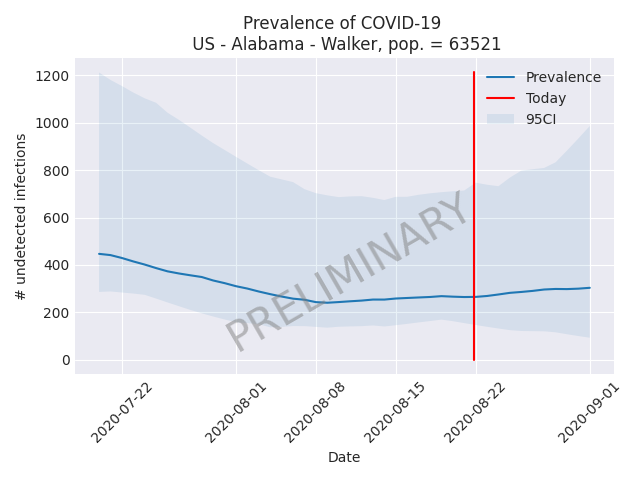 Prevalence of COVID-19
US - Alabama - Walker, pop. = 63521
1200
1000
800
600
400
200
0
# undetected infections
Prevalence
Today
95CI
PRELIMINARY
2020-07-22
2020-08-01
2020-08-08
2020-08-15
2020-08-22
2020-09-01
Date